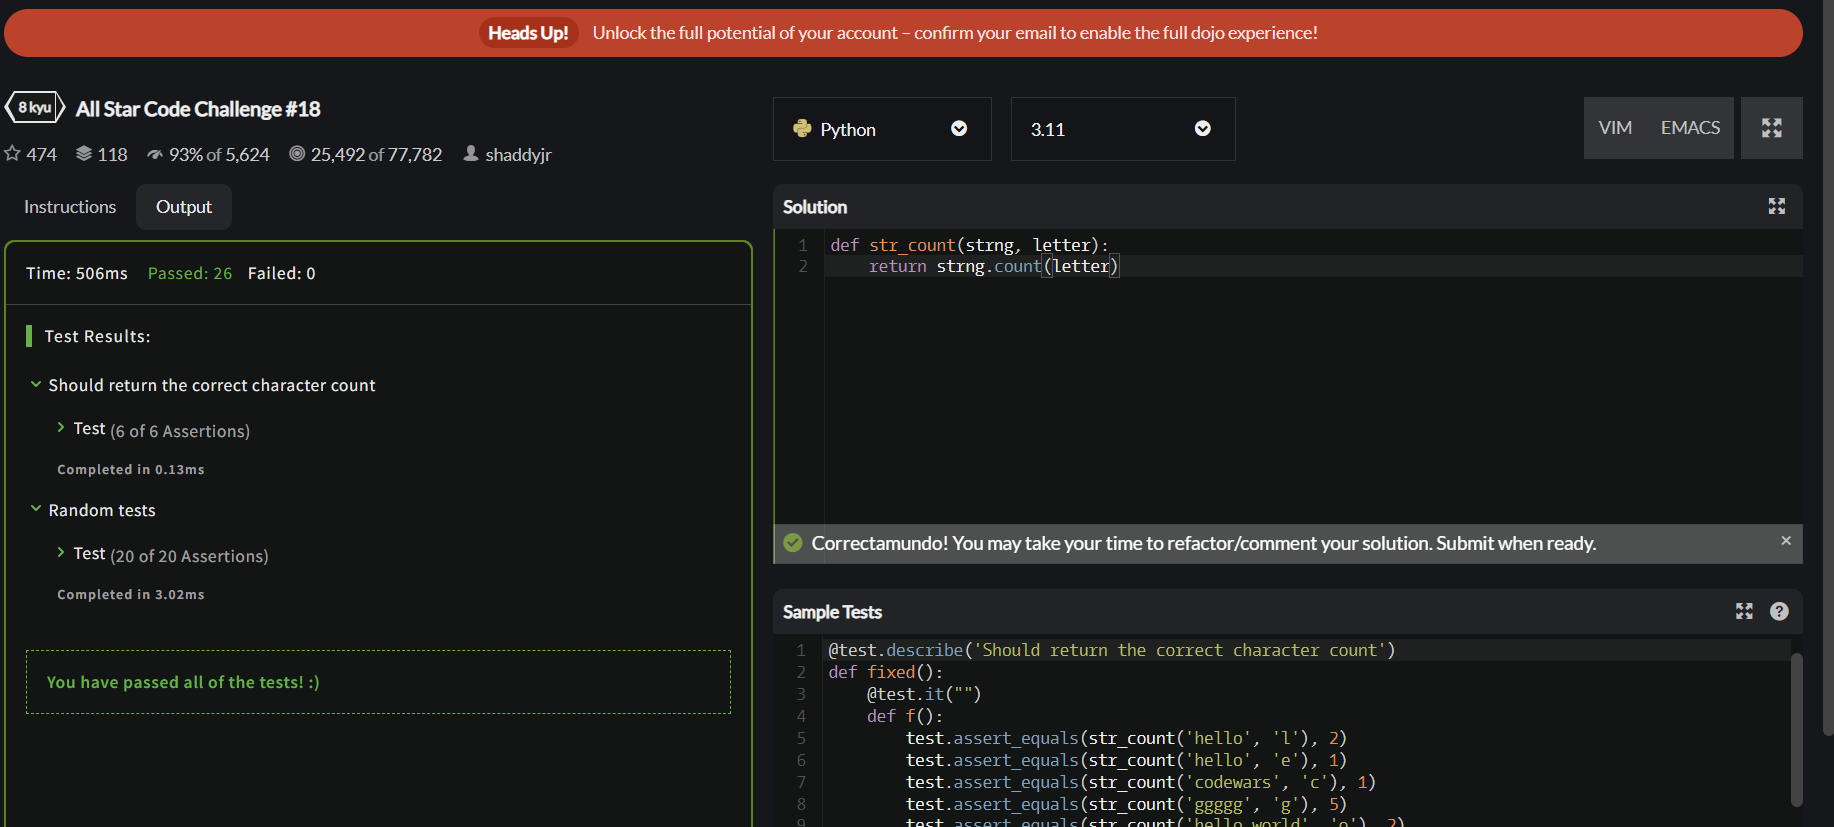 Heads Up! Unlock the full potential of your account – confirm your email to enable the full dojo experience!
8 kyu All Star Code Challenge #18
474 118 93% of 5,624 25,492 of 77,782 shaddyjr
Instructions Output
Time: 506ms Passed: 26 Failed: 0
Test Results:
Should return the correct character count
Test (6 of 6 Assertions)
Completed in 0.13ms
Random tests
Test (20 of 20 Assertions)
Completed in 3.02ms
You have passed all of the tests! :)
Python 3.11 VIM EMACS
Solution
1 def str_count(strng, letter):
2 return strng.count(letter)
Correctamundo! You may take your time to refactor/comment your solution. Submit when ready. ×
Sample Tests ?
1 @test.describe('Should return the correct character count')
2 def fixed():
3 @test.it("")
4 def f():
5 test.assert_equals(str_count('hello', 'l'), 2)
6 test.assert_equals(str_count('hello', 'e'), 1)
7 test.assert_equals(str_count('codewars', 'c'), 1)
8 test.assert_equals(str_count('ggggg', 'g'), 5)
9 test.assert_equals(str_count('hello world', 'o'), 2)